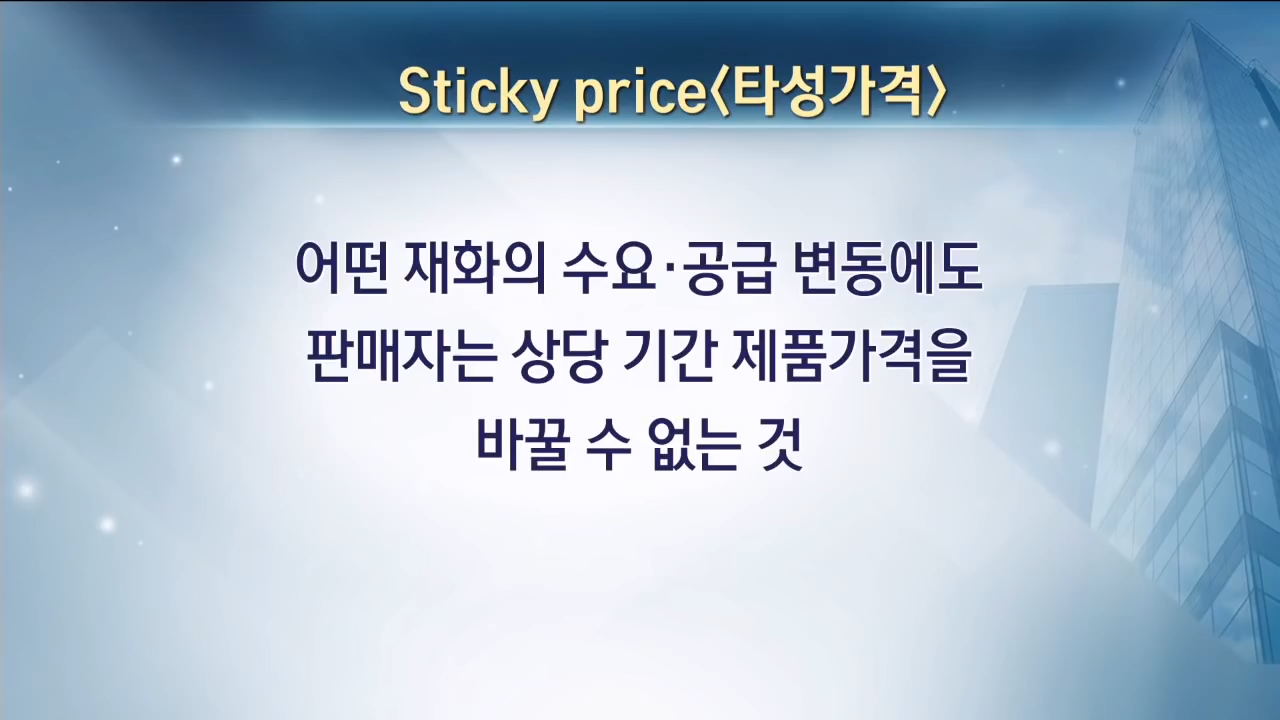 Sticky price<타성가격>
어떤 재화의 수요·공급 변동에도
판매자는 상당 기간 제품가격을
바꿀 수 없는 것